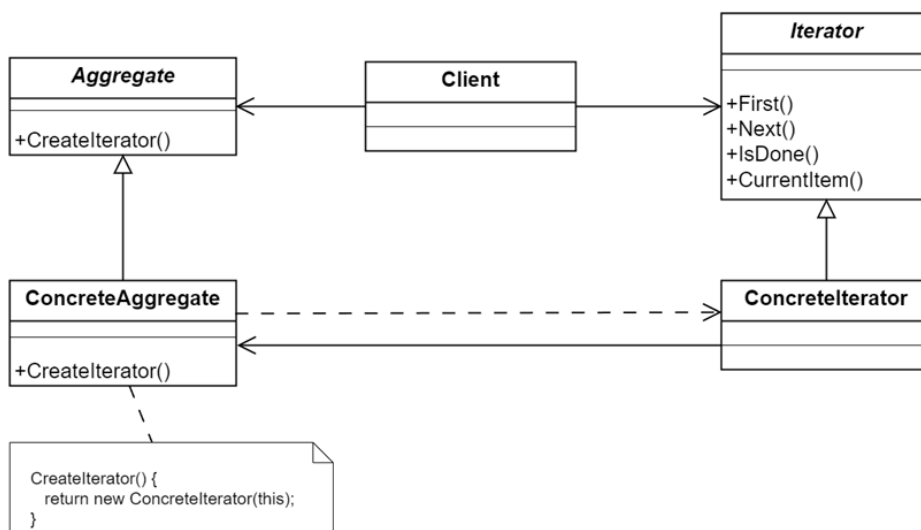 Aggregate
+CreateIterator()
Client
Iterator
+First()
+Next()
+IsDone()
+CurrentItem()
ConcreteAggregate
+CreateIterator()
ConcreteIterator
CreateIterator() {
return new ConcreteIterator(this);
}